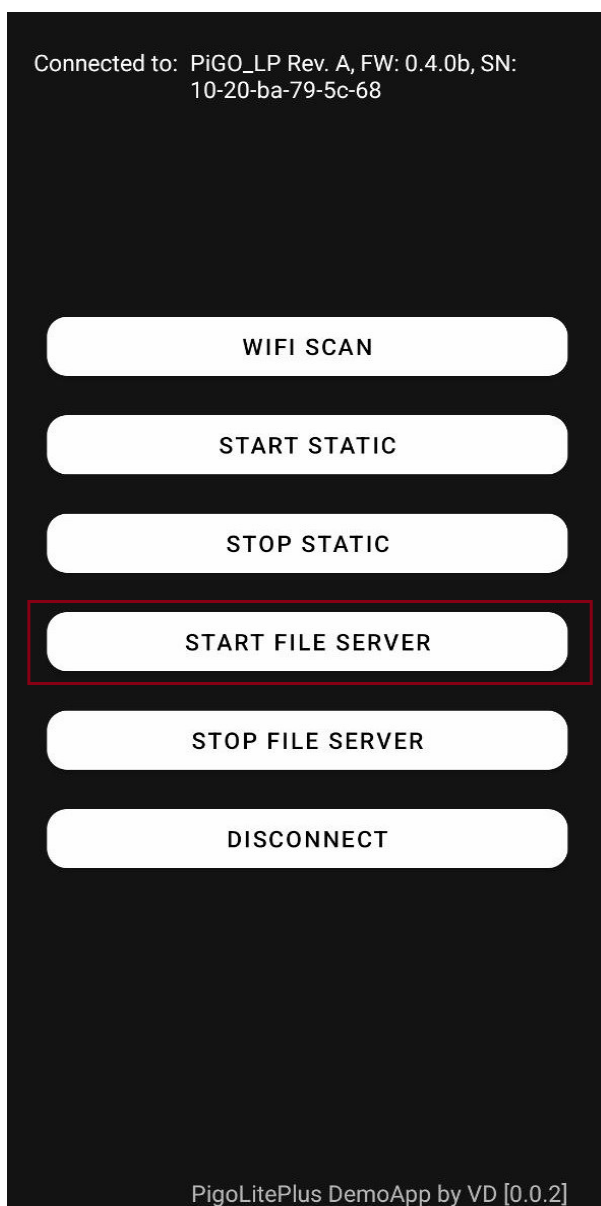 Connected to: PiGO_LP Rev. A, FW: 0.4.0b, SN:
10-20-ba-79-5c-68
WIFI SCAN
START STATIC
STOP STATIC
START FILE SERVER
STOP FILE SERVER
DISCONNECT
PigoLitePlus DemoApp by VD [0.0.2]